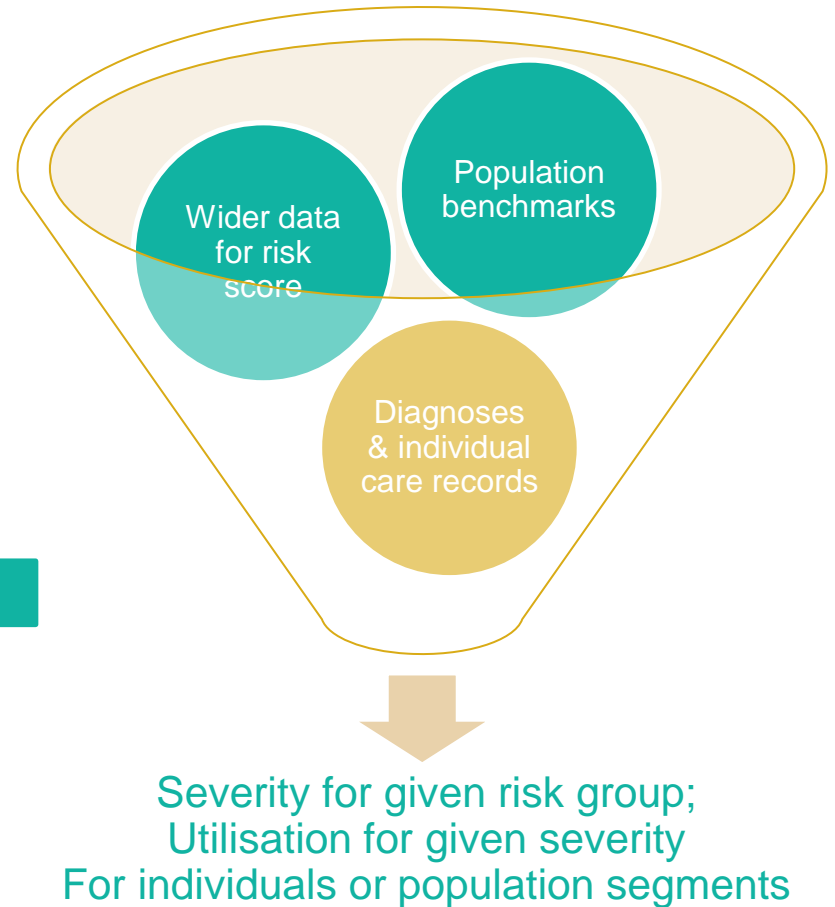 Population
benchmarks
Wider data
for risk
score
Diagnoses
& individual
care records
Severity for given risk group;
Utilisation for given severity
For individuals or population segments